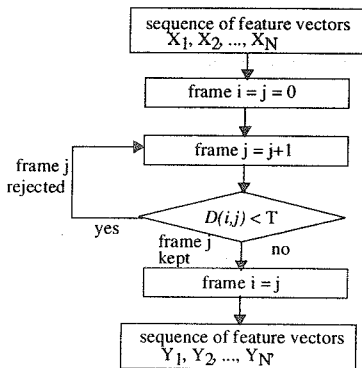 sequence of feature vectors
X1, X2, ..., XN
frame i = j = 0
frame j = j+1
frame j
rejected
D(i,j) < T
yes
frame j
kept
no
frame i = j
sequence of feature vectors
Y1, Y2, ..., YN'